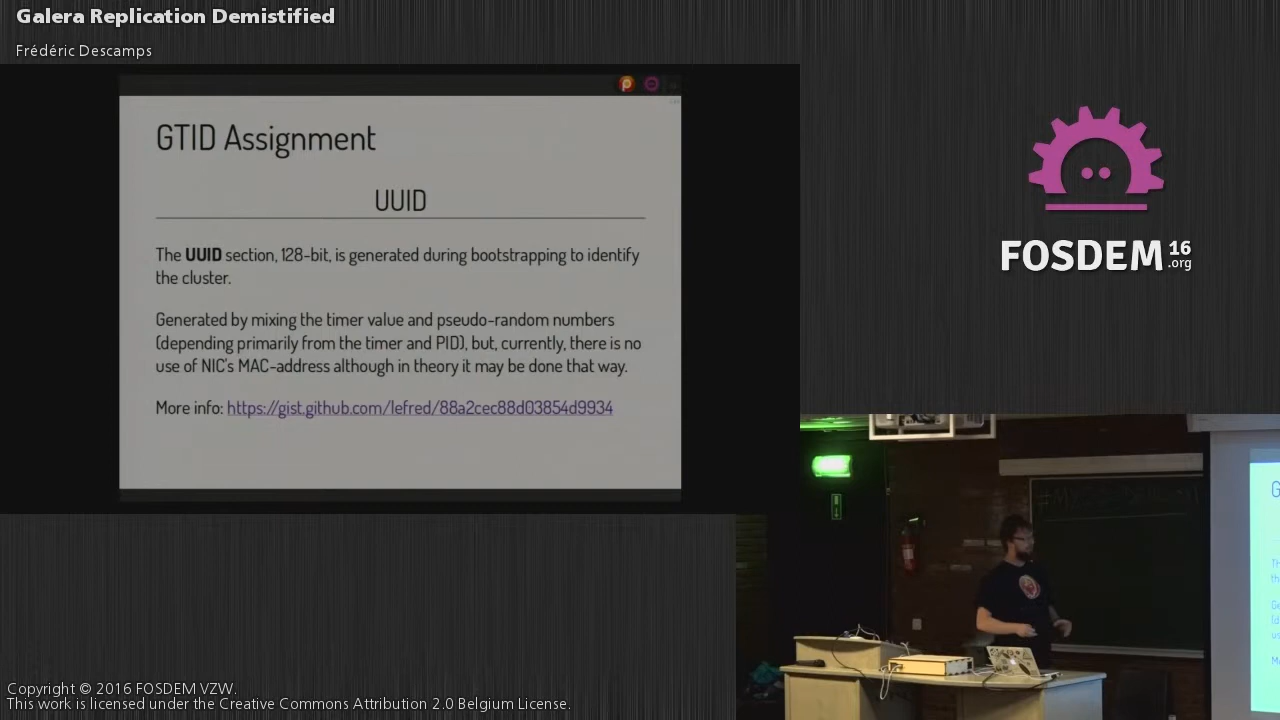 Galera Replication Demistified
Frédéric Descamps
GTID Assignment
UUID
The UUID section, 128-bit, is generated during bootstrapping to identify
the cluster.
Generated by mixing the timer value and pseudo-random numbers
(depending primarily from the timer and PID), but, currently, there is no
use of NIC's MAC-address although in theory it may be done that way.
More info: https://gist.github.com/lefred/88a2cec88d03854d9934
FOSDEM 16
.org
Copyright © 2016 FOSDEM VZW.
This work is licensed under the Creative Commons Attribution 2.0 Belgium License.